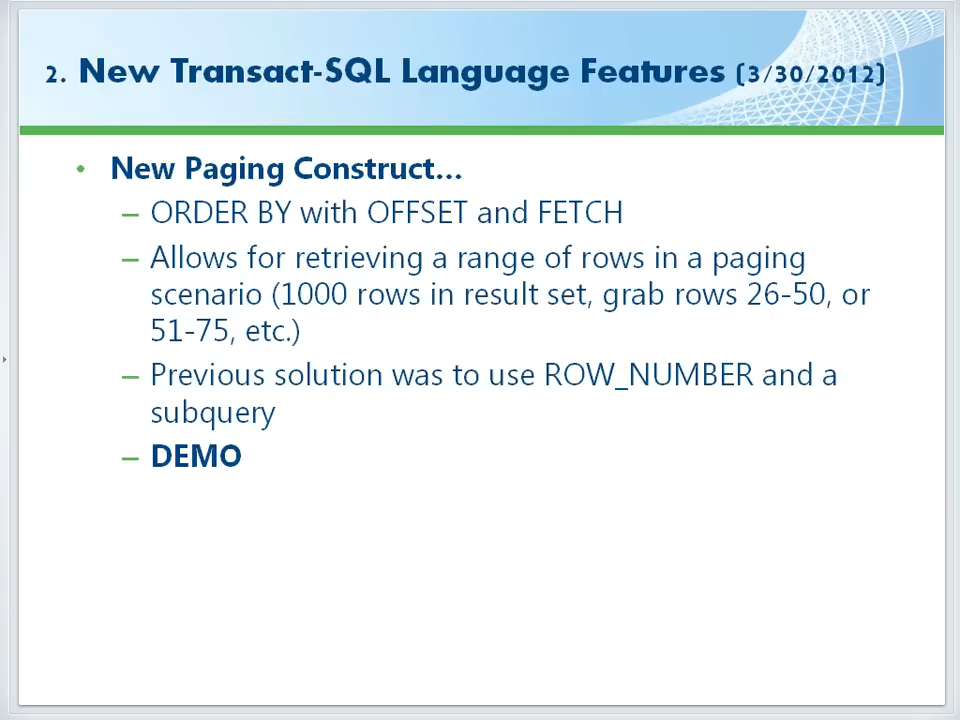 2. New Transact-SQL Language Features (3/30/2012)
• New Paging Construct...
– ORDER BY with OFFSET and FETCH
– Allows for retrieving a range of rows in a paging
scenario (1000 rows in result set, grab rows 26-50, or
51-75, etc.)
– Previous solution was to use ROW_NUMBER and a
subquery
– DEMO